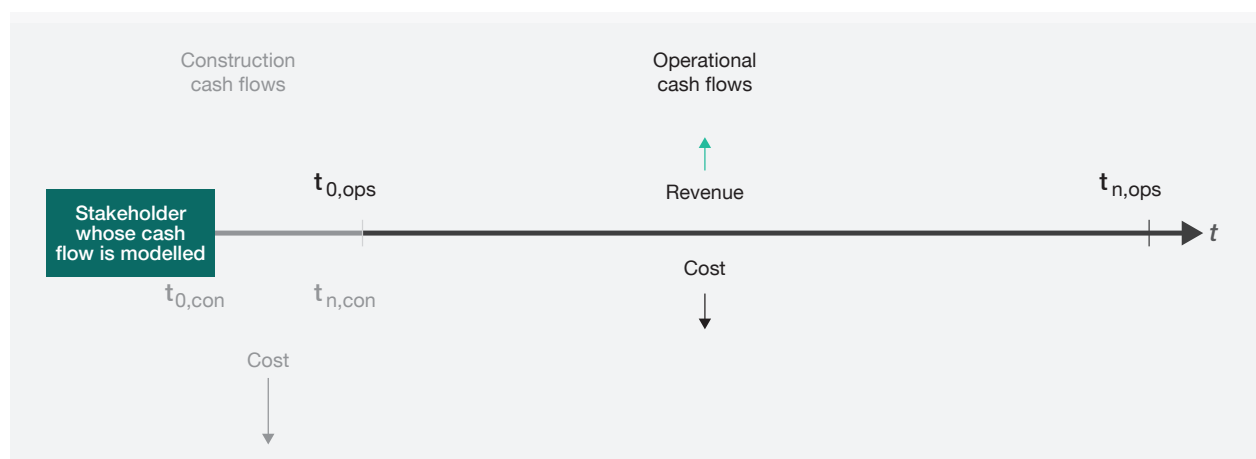 Construction
cash flows
Operational
cash flows
t0,ops
Revenue
tn,ops
Stakeholder
whose cash
flow is modelled
t
Cost
t0,con
tn,con
Cost